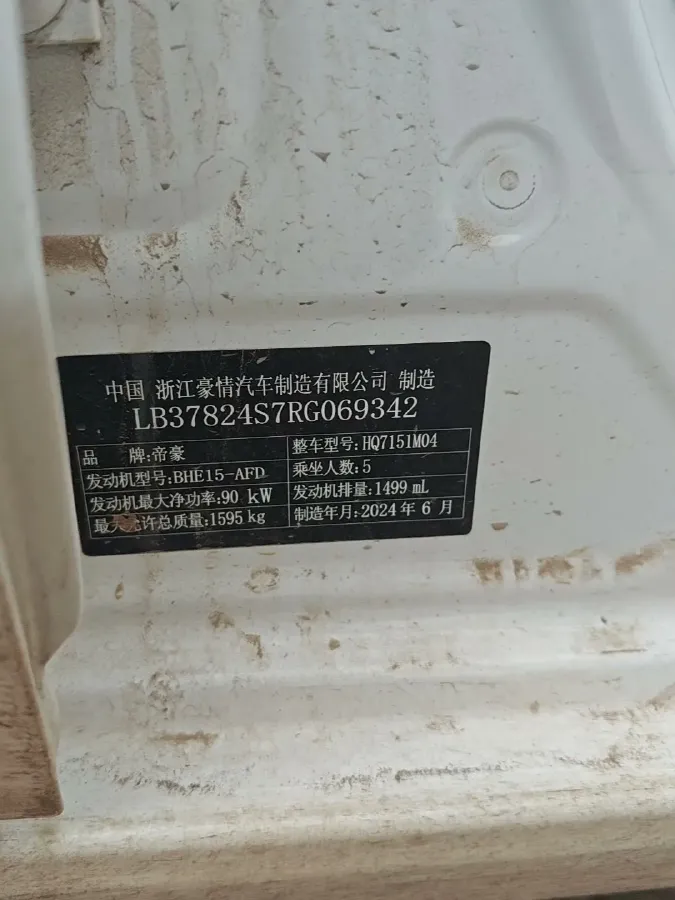 中国 浙江豪情汽车制造有限公司 制造
LB37824S7RG069342
品 牌:帝豪 整车型号:HQ7151M04
发动机型号:BHE15-AFD 乘坐人数:5
发动机最大净功率:90 kW 发动机排量:1499 mL
最大允许总质量:1595 kg 制造年月:2024 年 6 月